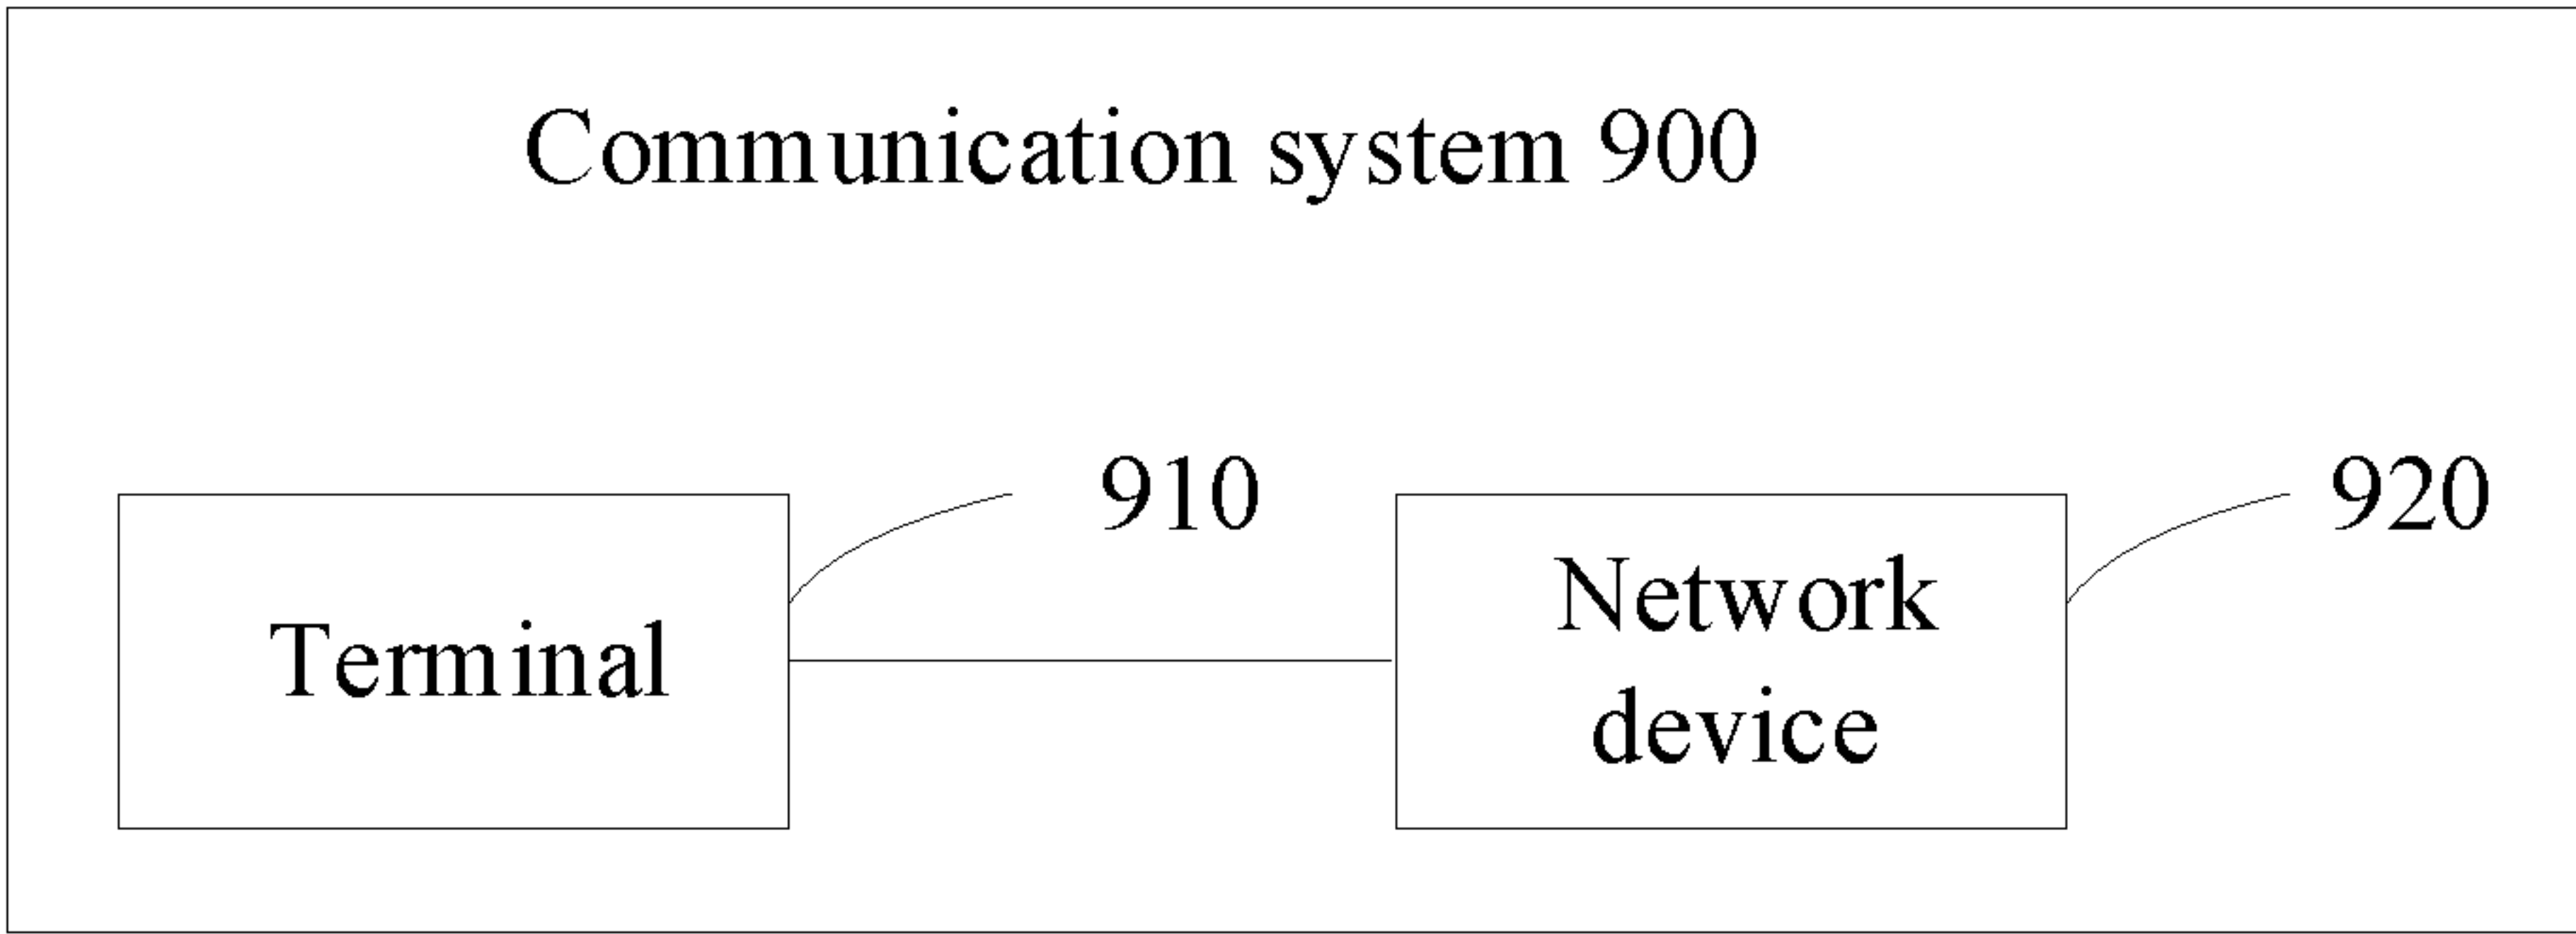 Communication system 900
910
920
Terminal
Network
device